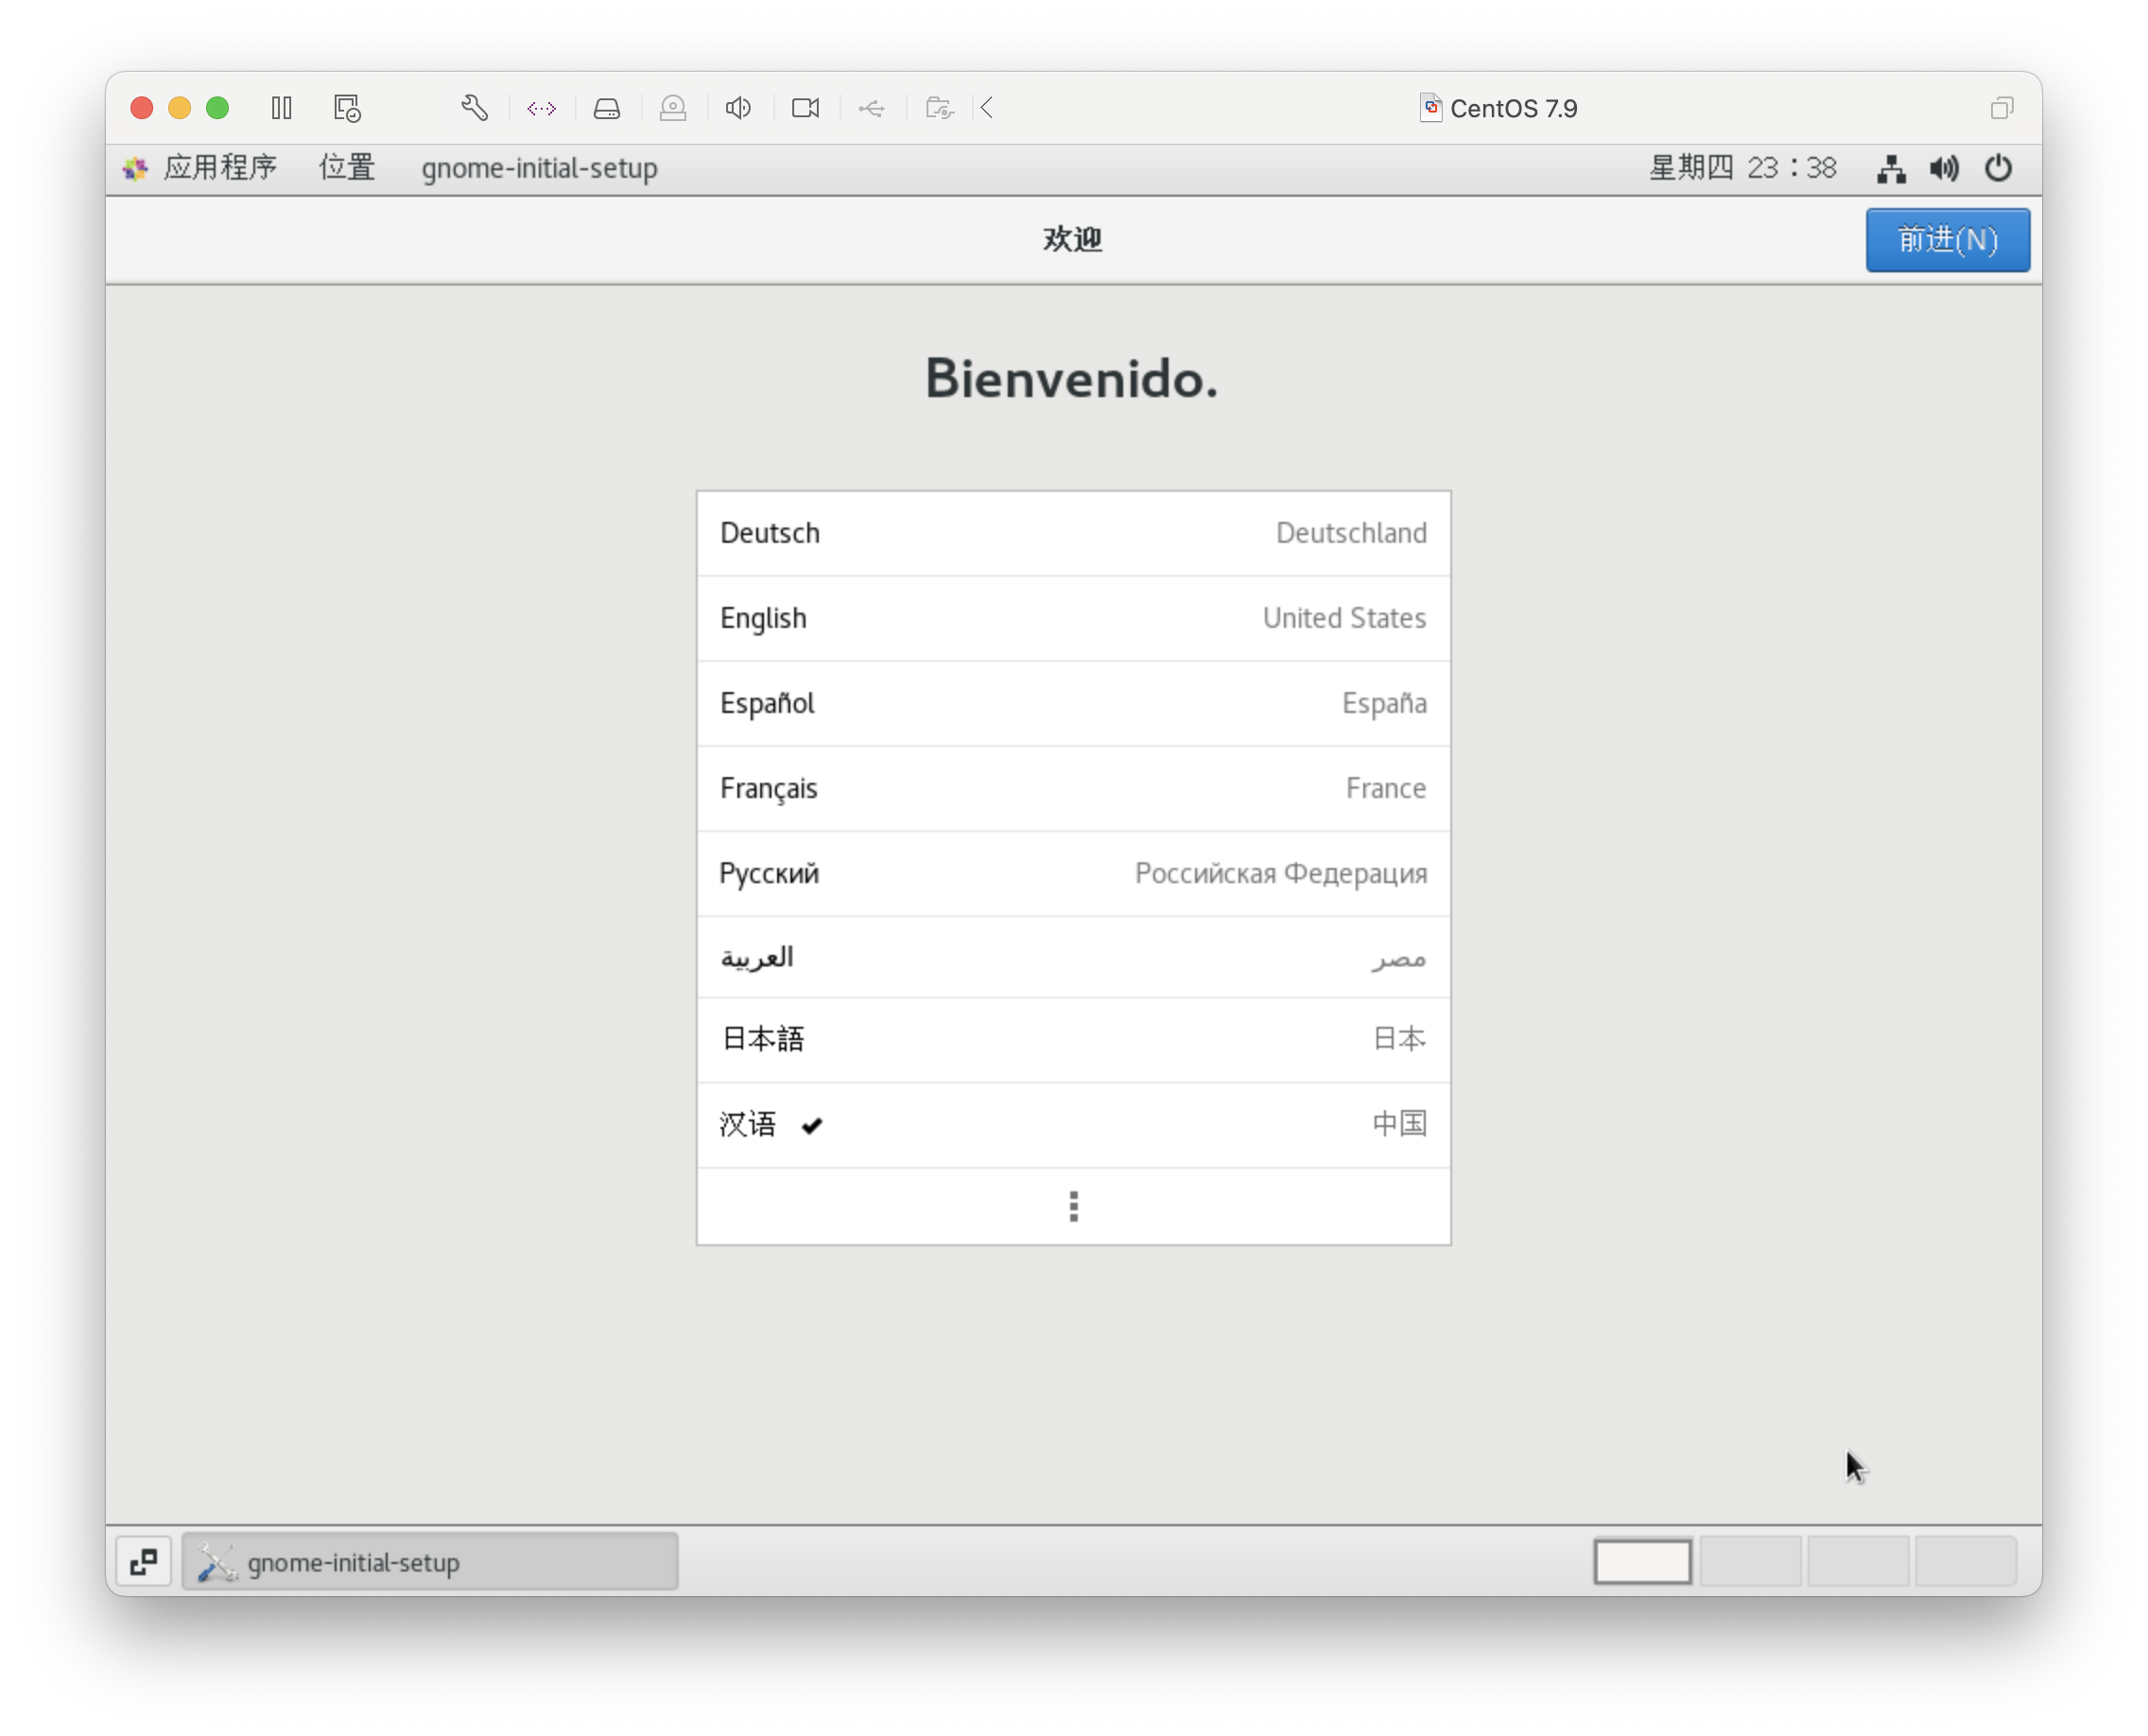 CentOS 7.9
应用程序 位置 gnome-initial-setup 星期四 23：38
欢迎 前进(N)
Bienvenido.
Deutsch Deutschland
English United States
Español España
Français France
Русский Российская Федерация
العربية مصر
日本語 日本
汉语 中国
gnome-initial-setup